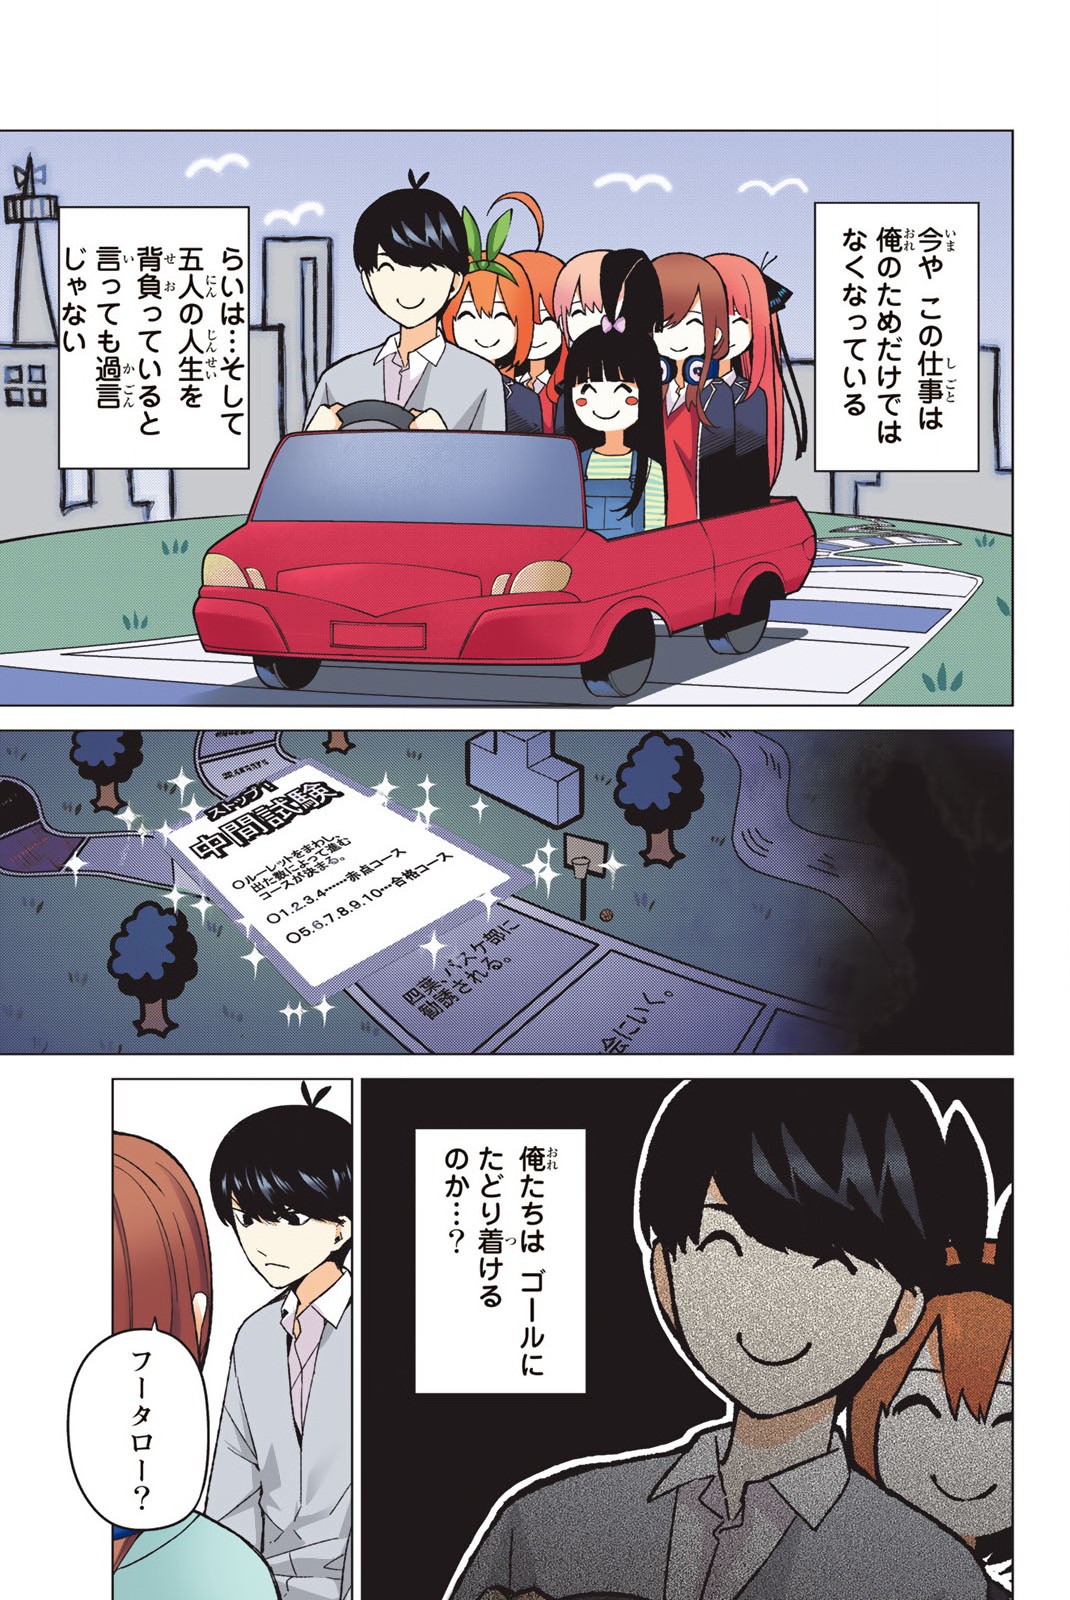 今や この仕事は
俺のためだけでは
なくなっている
らいは…そして
五人の人生を
背負っていると
言っても過言
じゃない
ストップ!
中間試験
○ルーレットをまわし、
出た数によって進む
コースが決まる。
○1.2.3.4……赤点コース
○5.6.7.8.9.10…合格コース
四葉、バスケ部に
勧誘される。
会にいく。
俺たちは ゴールに
たどり着ける
のか…?
フータロー?